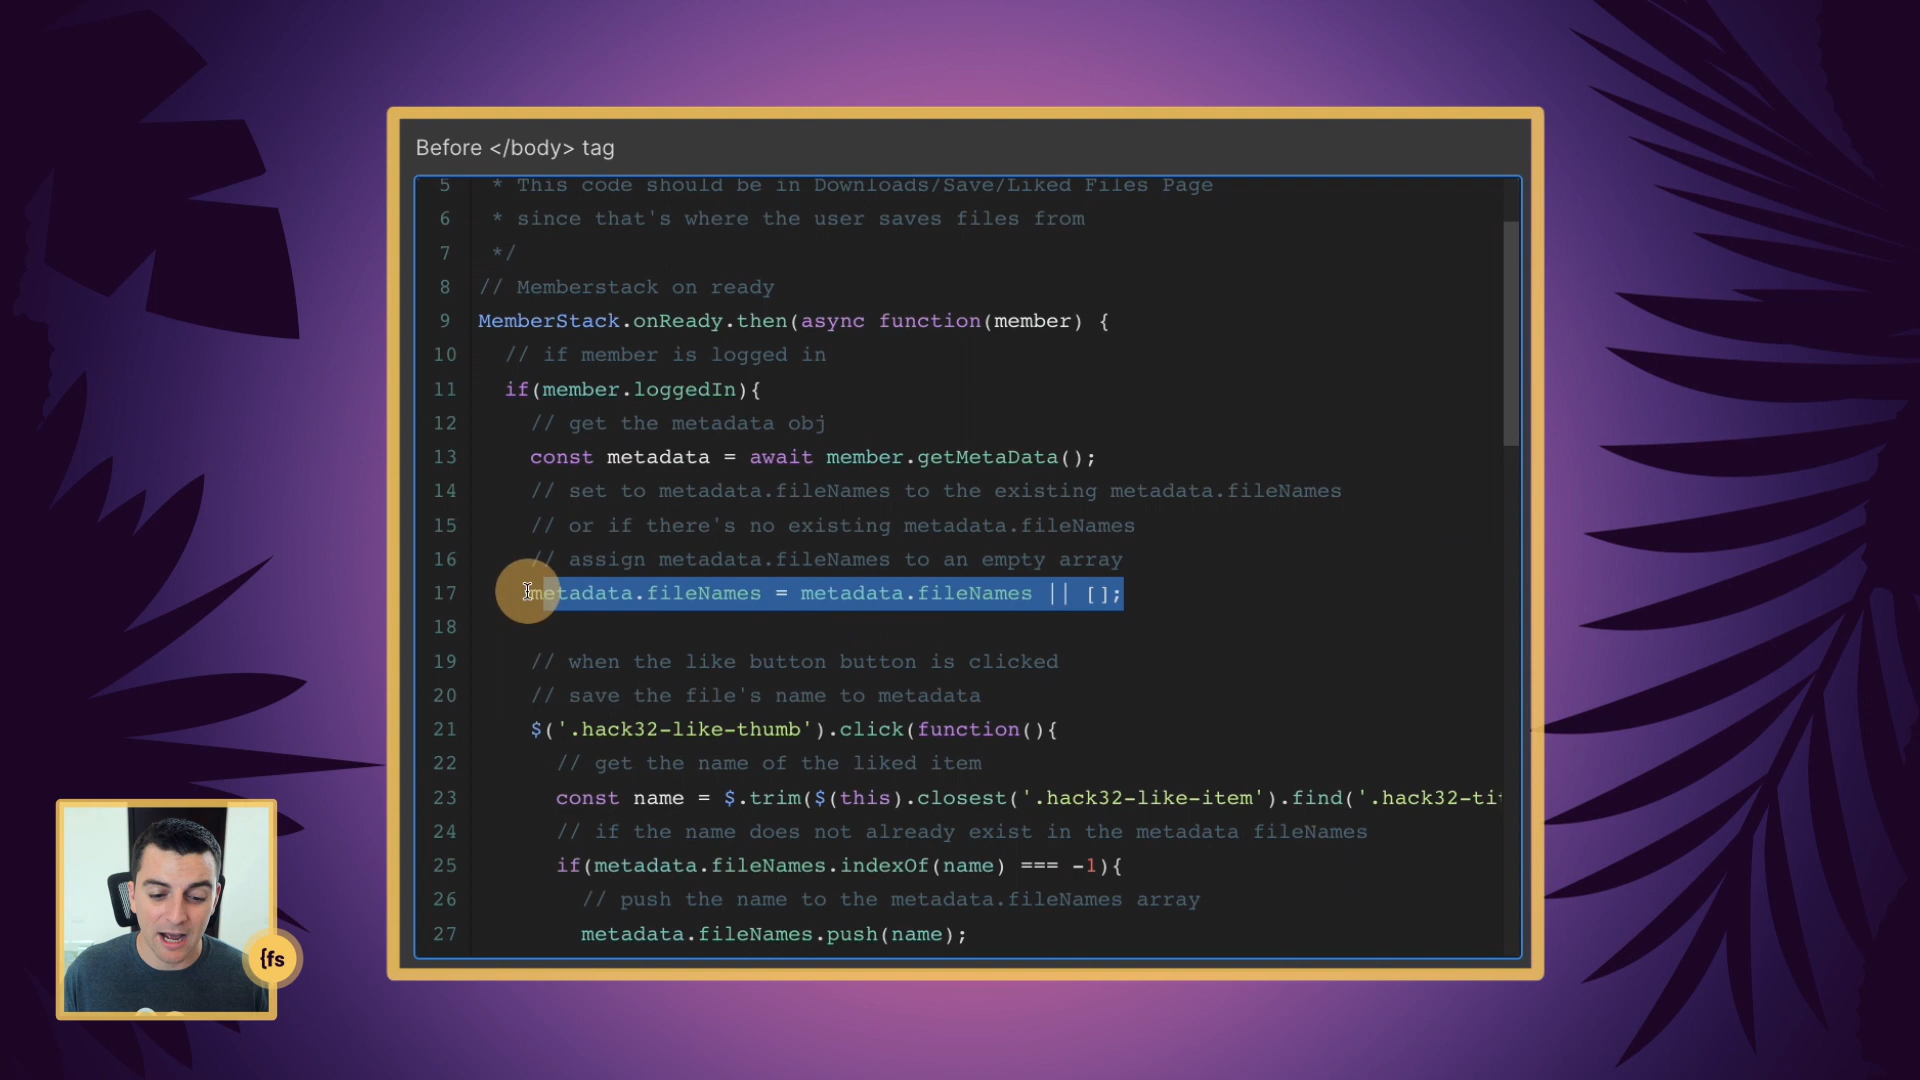 Before </body> tag
5 * This code should be in Downloads/Save/Liked Files Page
6 * since that's where the user saves files from
7 */
8 // Memberstack on ready
9 MemberStack.onReady.then(async function(member) {
10 // if member is logged in
11 if(member.loggedIn){
12 // get the metadata obj
13 const metadata = await member.getMetaData();
14 // set to metadata.fileNames to the existing metadata.fileNames
15 // or if there's no existing metadata.fileNames
16 // assign metadata.fileNames to an empty array
17 metadata.fileNames = metadata.fileNames || [];
18
19 // when the like button button is clicked
20 // save the file's name to metadata
21 $('.hack32-like-thumb').click(function(){
22 // get the name of the liked item
23 const name = $.trim($(this).closest('.hack32-like-item').find('.hack32-tit
24 // if the name does not already exist in the metadata fileNames
25 if(metadata.fileNames.indexOf(name) === -1){
26 // push the name to the metadata.fileNames array
27 metadata.fileNames.push(name);
{fs